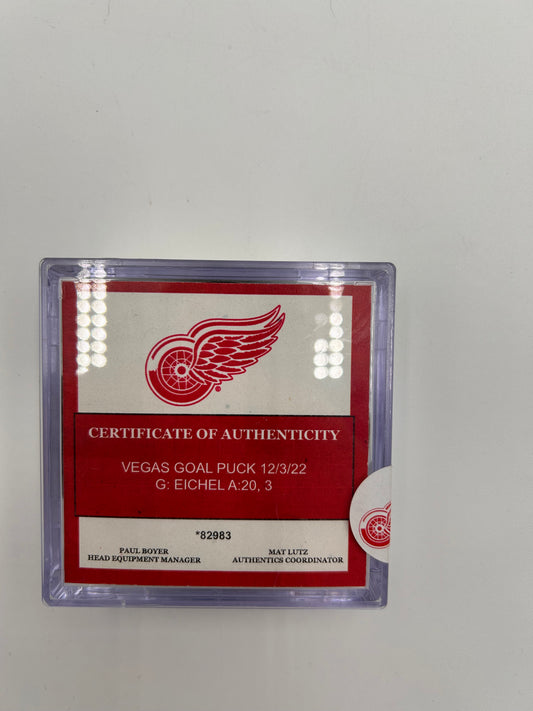 CERTIFICATE OF AUTHENTICITY
VEGAS GOAL PUCK 12/3/22
G: EICHEL A:20, 3
*82983
PAUL BOYER
HEAD EQUIPMENT MANAGER
MAT LUTZ
AUTHENTICS COORDINATOR